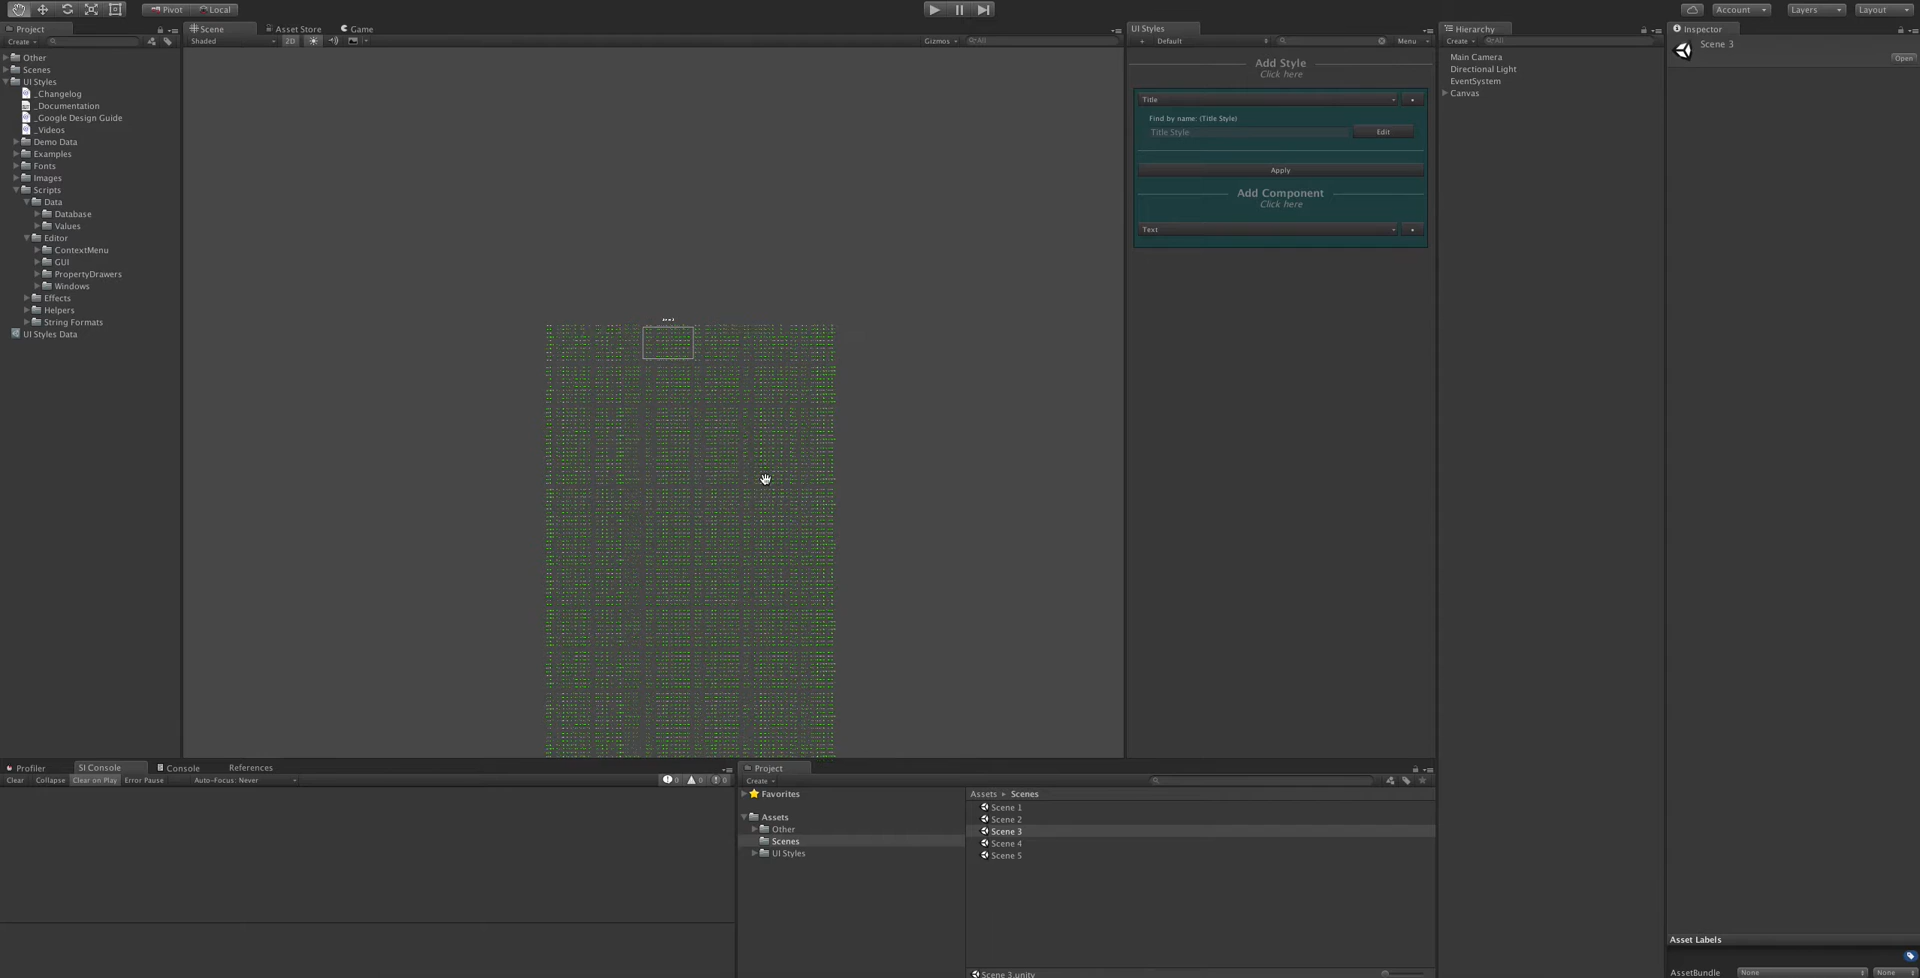 Pivot Local Account Layers Layout
Project Scene Asset Store Game UI Styles Hierarchy Inspector
Create Shaded 2D Gizmos All Default Menu Create All Scene 3
Open
Other
Scenes
UI Styles
_Changelog
_Documentation
_Google Design Guide
_Videos
Demo Data
Examples
Fonts
Images
Scripts
Data
Database
Values
Editor
ContextMenu
GUI
PropertyDrawers
Windows
Effects
Helpers
String Formats
UI Styles Data
Add Style
Click here
Title
Find by name: (Title Style)
Title Style Edit
Apply
Add Component
Click here
Text
Main Camera
Directional Light
EventSystem
Canvas
Profiler SI Console Console References
Clear Collapse Clear on Play Error Pause Auto-Focus: Never 0 0 0
Project
Create
Favorites
Assets
Other
Scenes
UI Styles
Assets Scenes
Scene 1
Scene 2
Scene 3
Scene 4
Scene 5
Scene 3.unity
Asset Labels
AssetBundle None None